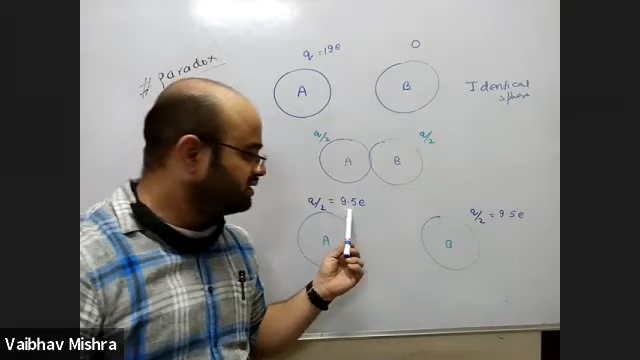 # Paradox
q = 19e
O
A
B
Identical
sphere
q/2
q/2
A
B
q/2 = 9.5e
q/2 = 9.5e
A
B
Vaibhav Mishra